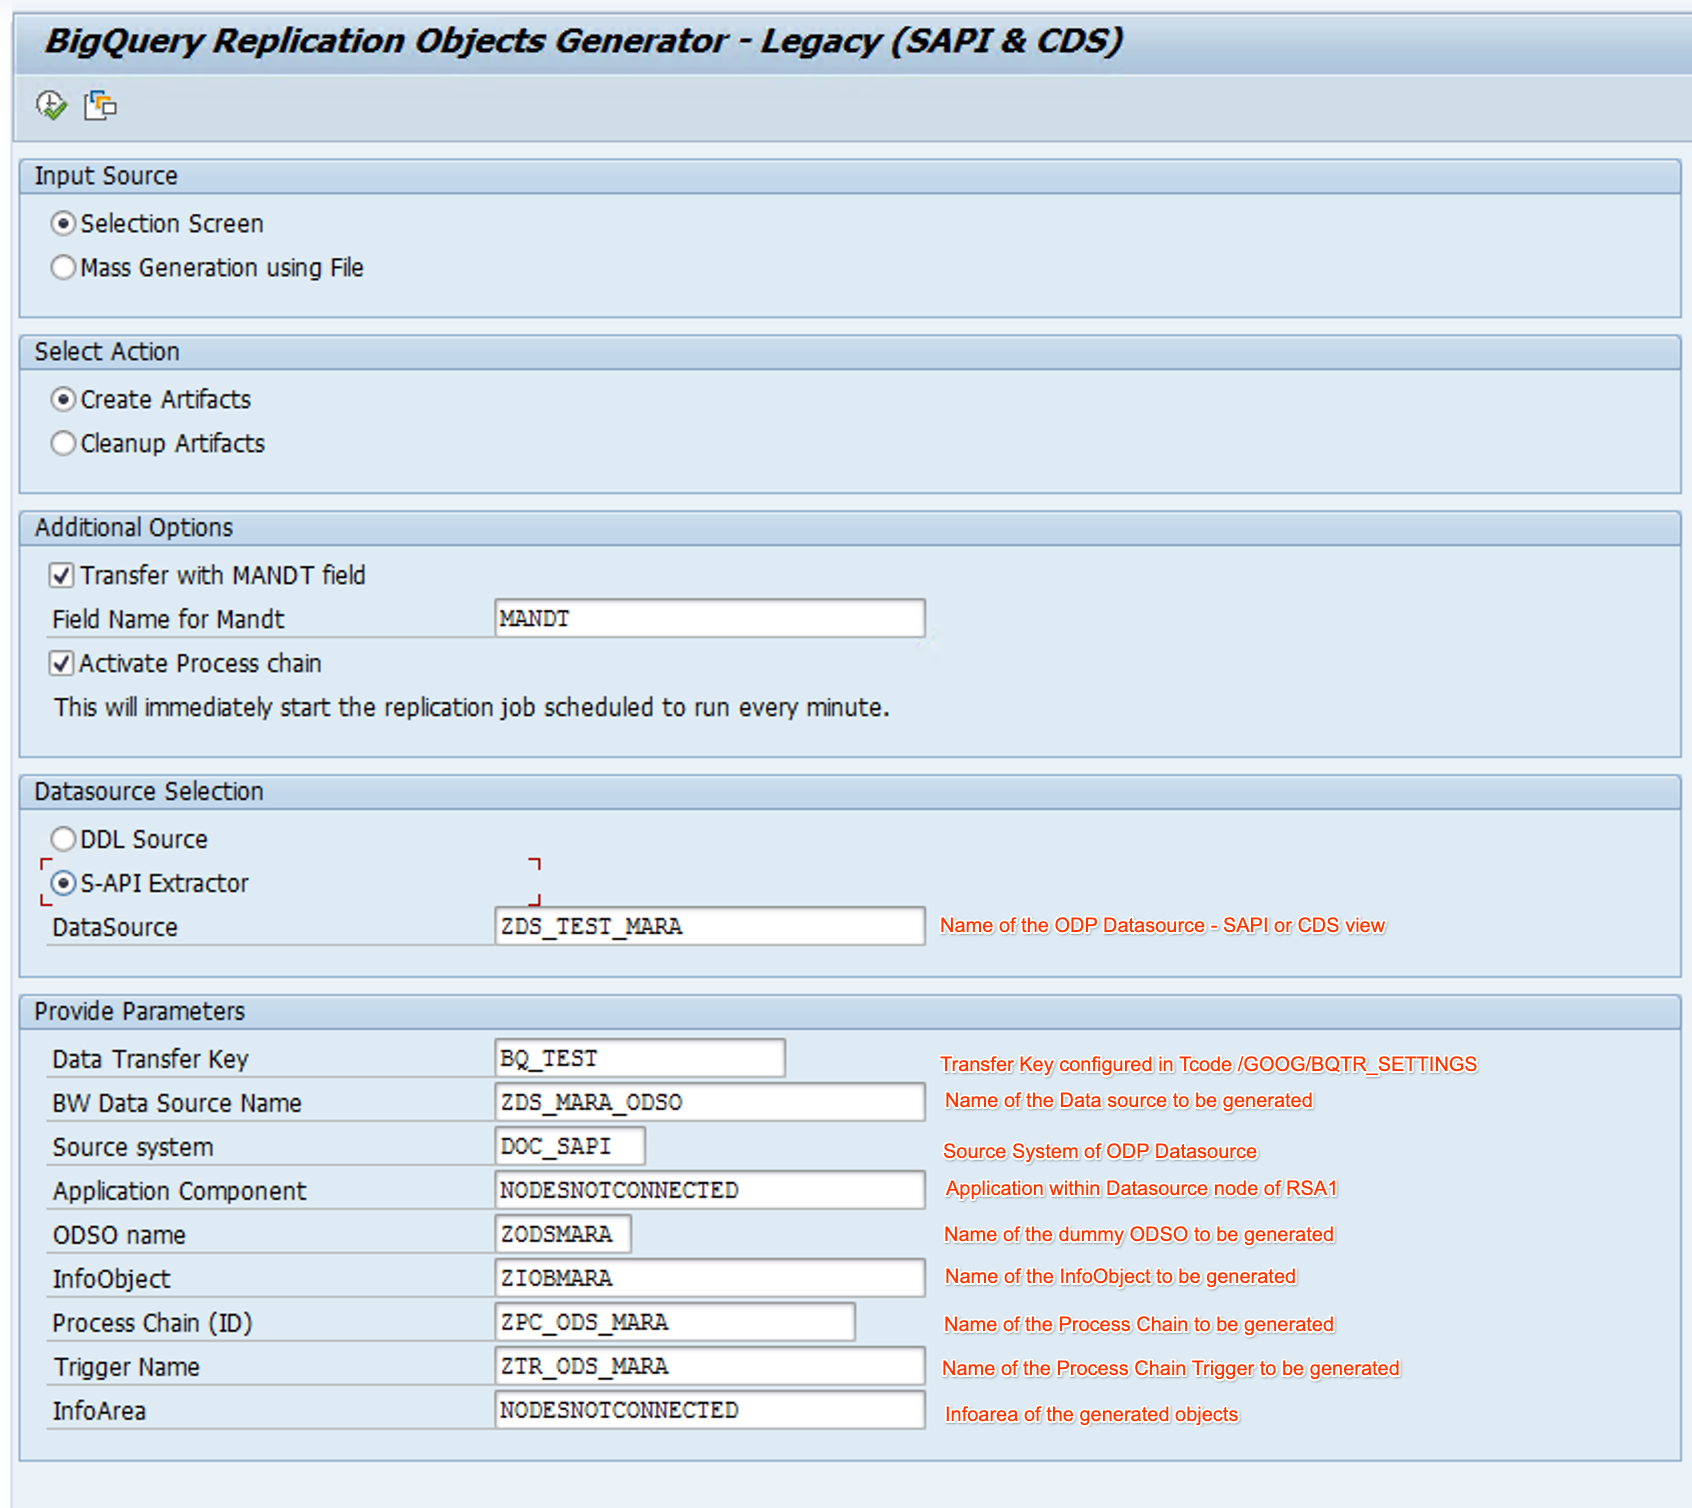 BigQuery Replication Objects Generator - Legacy (SAPI & CDS)
Input Source
Selection Screen
Mass Generation using File
Select Action
Create Artifacts
Cleanup Artifacts
Additional Options
Transfer with MANDT field
Field Name for Mandt MANDT
Activate Process chain
This will immediately start the replication job scheduled to run every minute.
Datasource Selection
DDL Source
S-API Extractor
DataSource ZDS_TEST_MARA Name of the ODP Datasource - SAPI or CDS view
Provide Parameters
Data Transfer Key BQ_TEST Transfer Key configured in Tcode /GOOG/BQTR_SETTINGS
BW Data Source Name ZDS_MARA_ODSO Name of the Data source to be generated
Source system DOC_SAPI Source System of ODP Datasource
Application Component NODESNOTCONNECTED Application within Datasource node of RSA1
ODSO name ZODSMARA Name of the dummy ODSO to be generated
InfoObject ZIOBMARA Name of the InfoObject to be generated
Process Chain (ID) ZPC_ODS_MARA Name of the Process Chain to be generated
Trigger Name ZTR_ODS_MARA Name of the Process Chain Trigger to be generated
InfoArea NODESNOTCONNECTED Infoarea of the generated objects